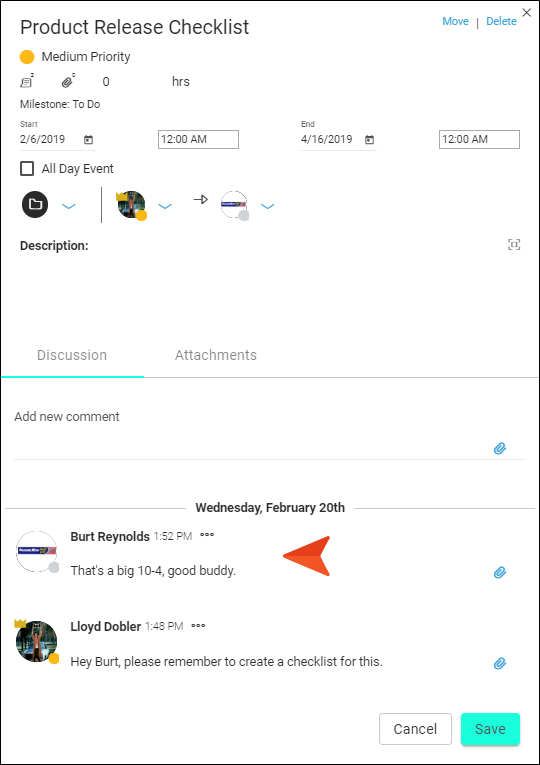 Product Release Checklist
Move | Delete
Medium Priority
0 hrs
Milestone: To Do
Start End
2/6/2019 12:00 AM 4/16/2019 12:00 AM
All Day Event
Description:
Discussion Attachments
Add new comment
Wednesday, February 20th
Burt Reynolds 1:52 PM
That's a big 10-4, good buddy.
Lloyd Dobler 1:48 PM
Hey Burt, please remember to create a checklist for this.
Cancel Save